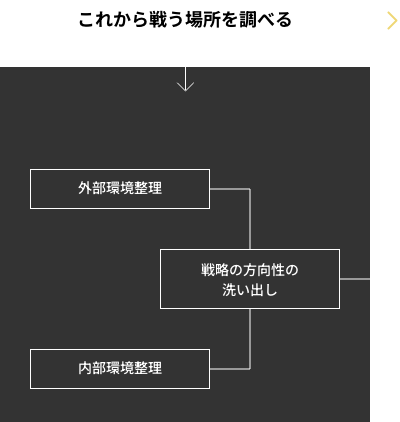 これから戦う場所を調べる
外部環境整理
戦略の方向性の
洗い出し
内部環境整理